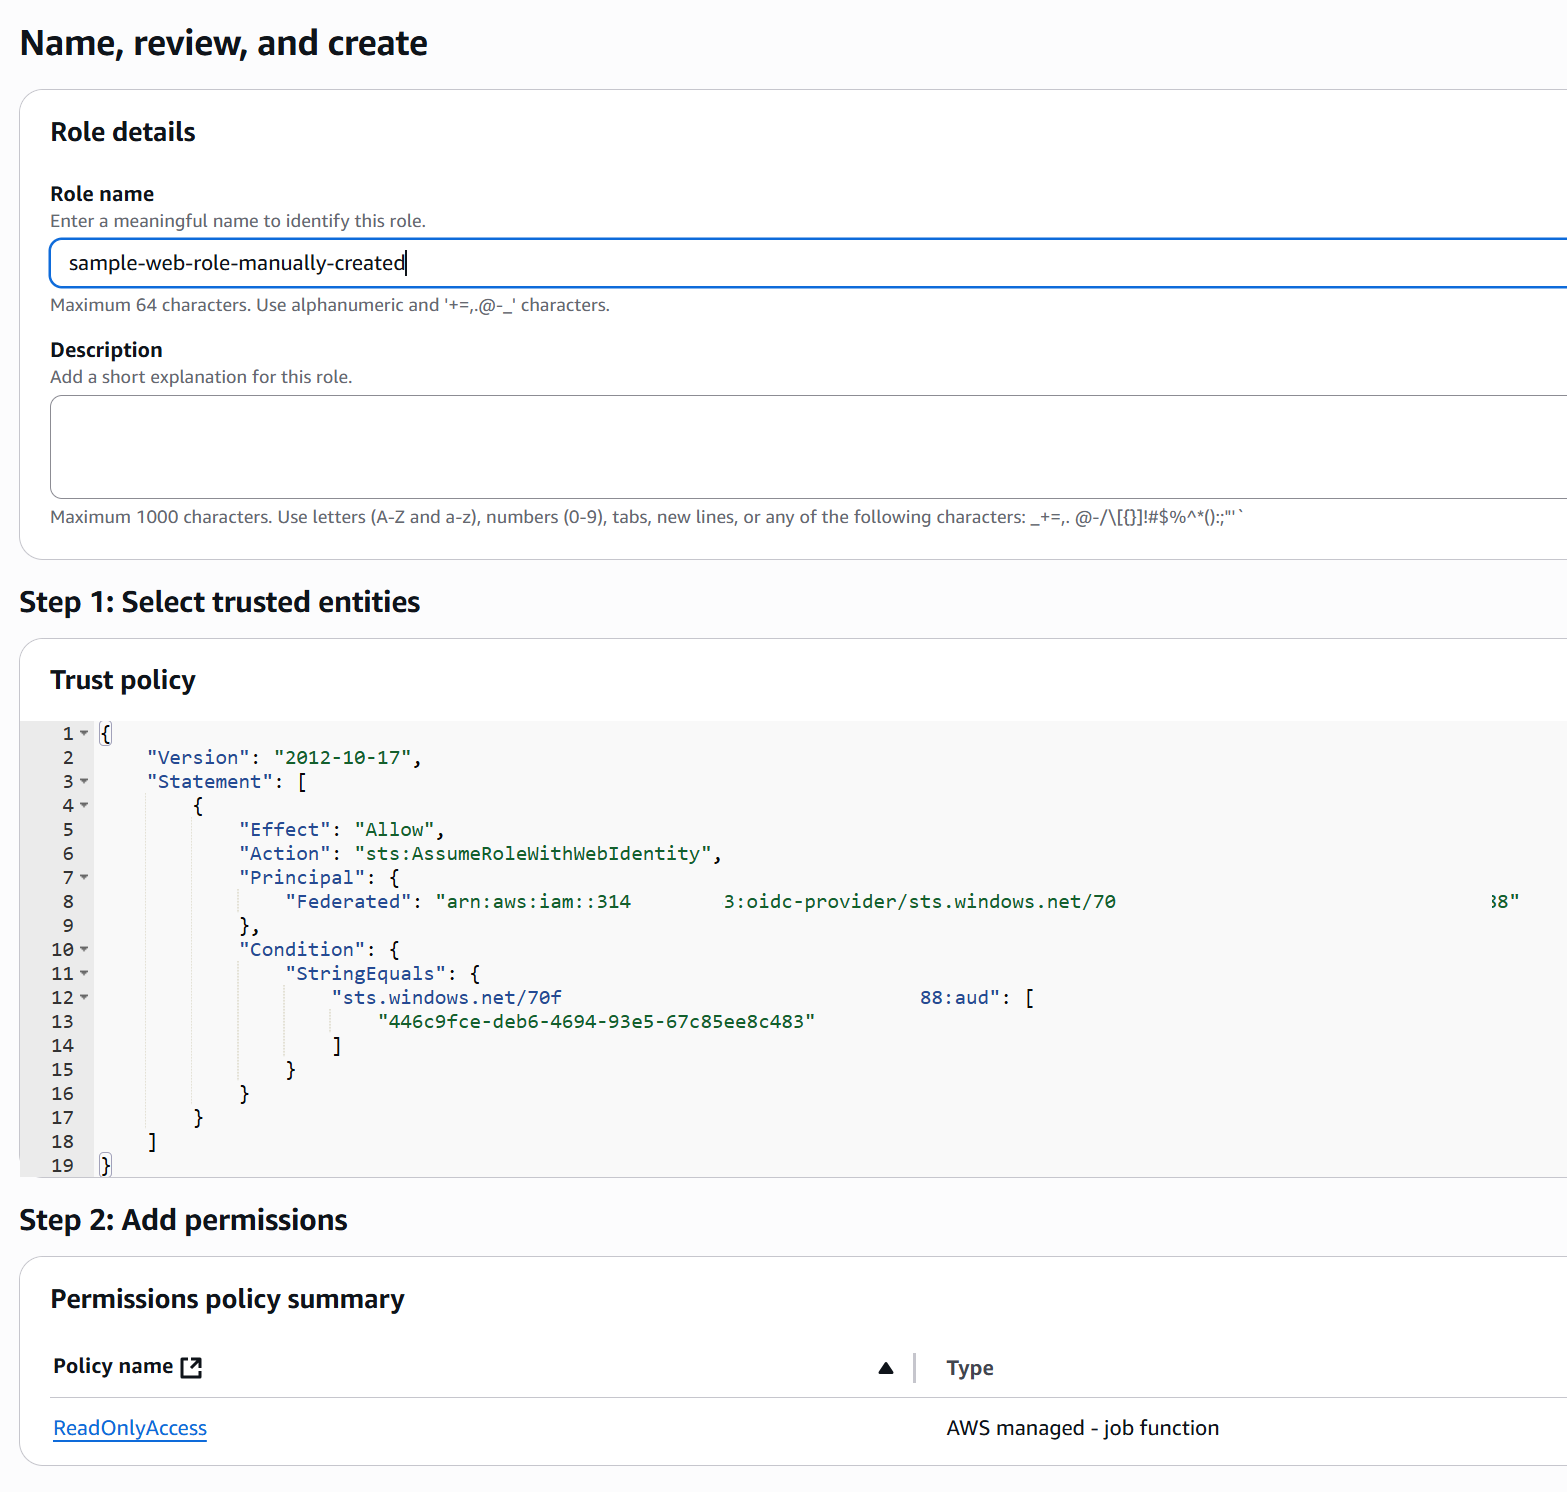 Name, review, and create
Role details
Role name
Enter a meaningful name to identify this role.
sample-web-role-manually-created
Maximum 64 characters. Use alphanumeric and '+=,.@-_' characters.
Description
Add a short explanation for this role.
Maximum 1000 characters. Use letters (A-Z and a-z), numbers (0-9), tabs, new lines, or any of the following characters: _+=,. @-/\[{}]!#$%^*();:"'`
Step 1: Select trusted entities
Trust policy
1 {
2 "Version": "2012-10-17",
3 "Statement": [
4 {
5 "Effect": "Allow",
6 "Action": "sts:AssumeRoleWithWebIdentity",
7 "Principal": {
8 "Federated": "arn:aws:iam::314 3:oidc-provider/sts.windows.net/70 38"
9 },
10 "Condition": {
11 "StringEquals": {
12 "sts.windows.net/70f 88:aud": [
13 "446c9fce-deb6-4694-93e5-67c85ee8c483"
14 ]
15 }
16 }
17 }
18 ]
19 }
Step 2: Add permissions
Permissions policy summary
Policy name
Type
ReadOnlyAccess
AWS managed - job function